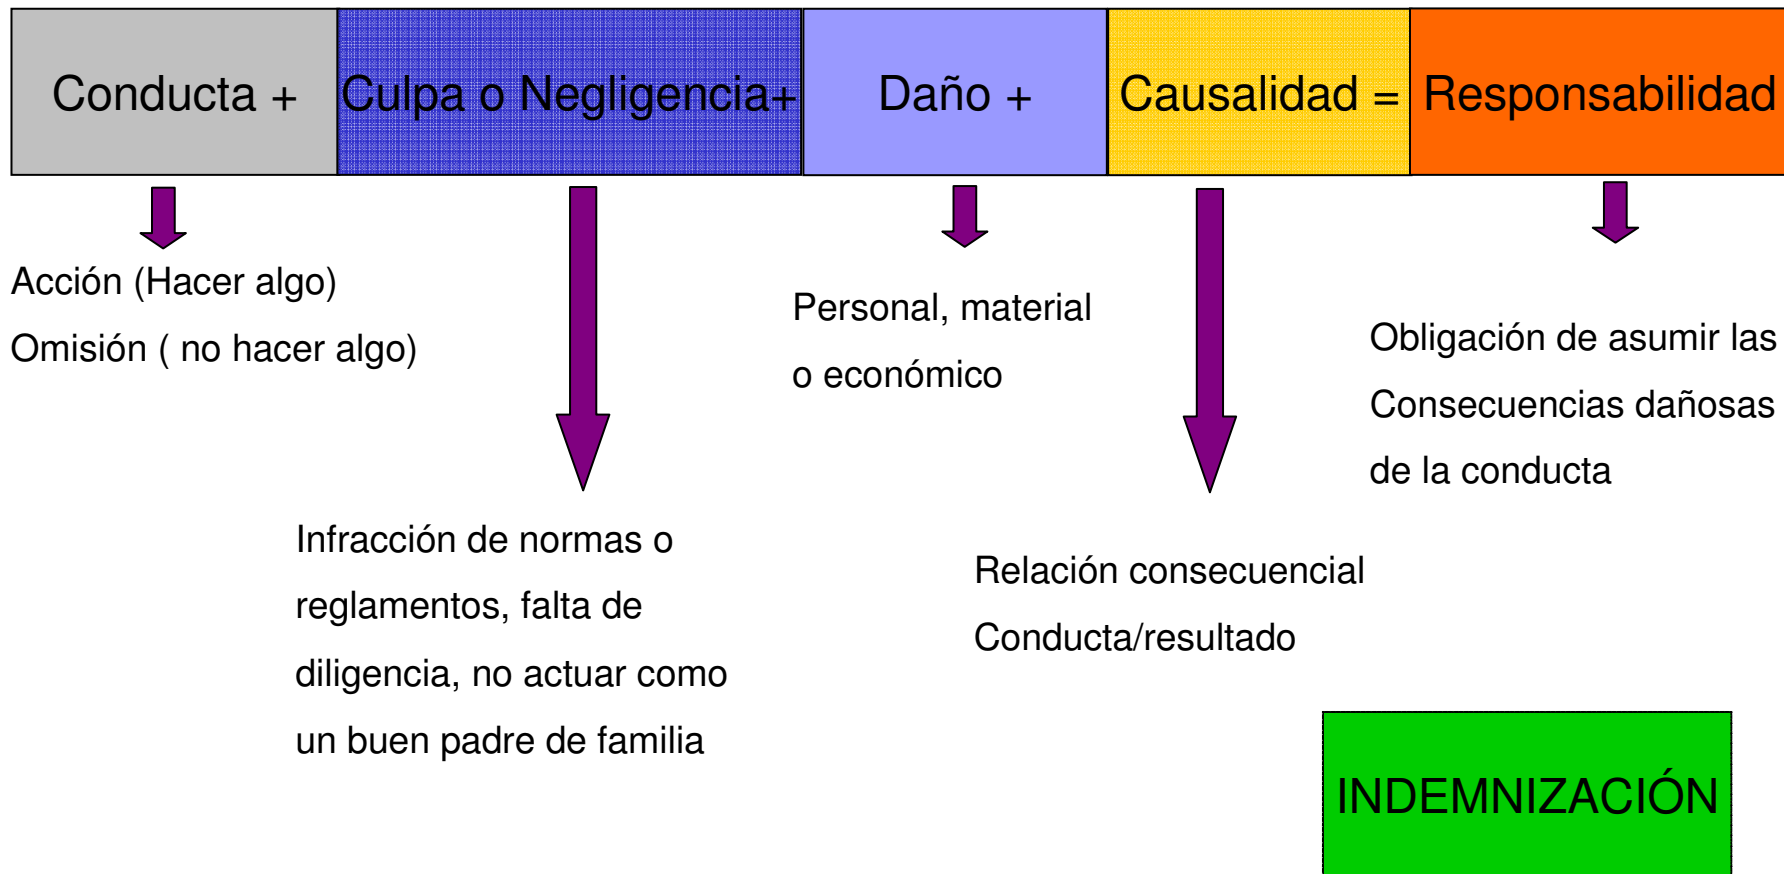 Conducta +
Culpa o Negligencia+
Daño +
Causalidad =
Responsabilidad
Acción (Hacer algo)
Omisión ( no hacer algo)
Infracción de normas o
reglamentos, falta de
diligencia, no actuar como
un buen padre de familia
Personal, material
o económico
Relación consecuencial
Conducta/resultado
Obligación de asumir las
Consecuencias dañosas
de la conducta
INDEMNIZACIÓN